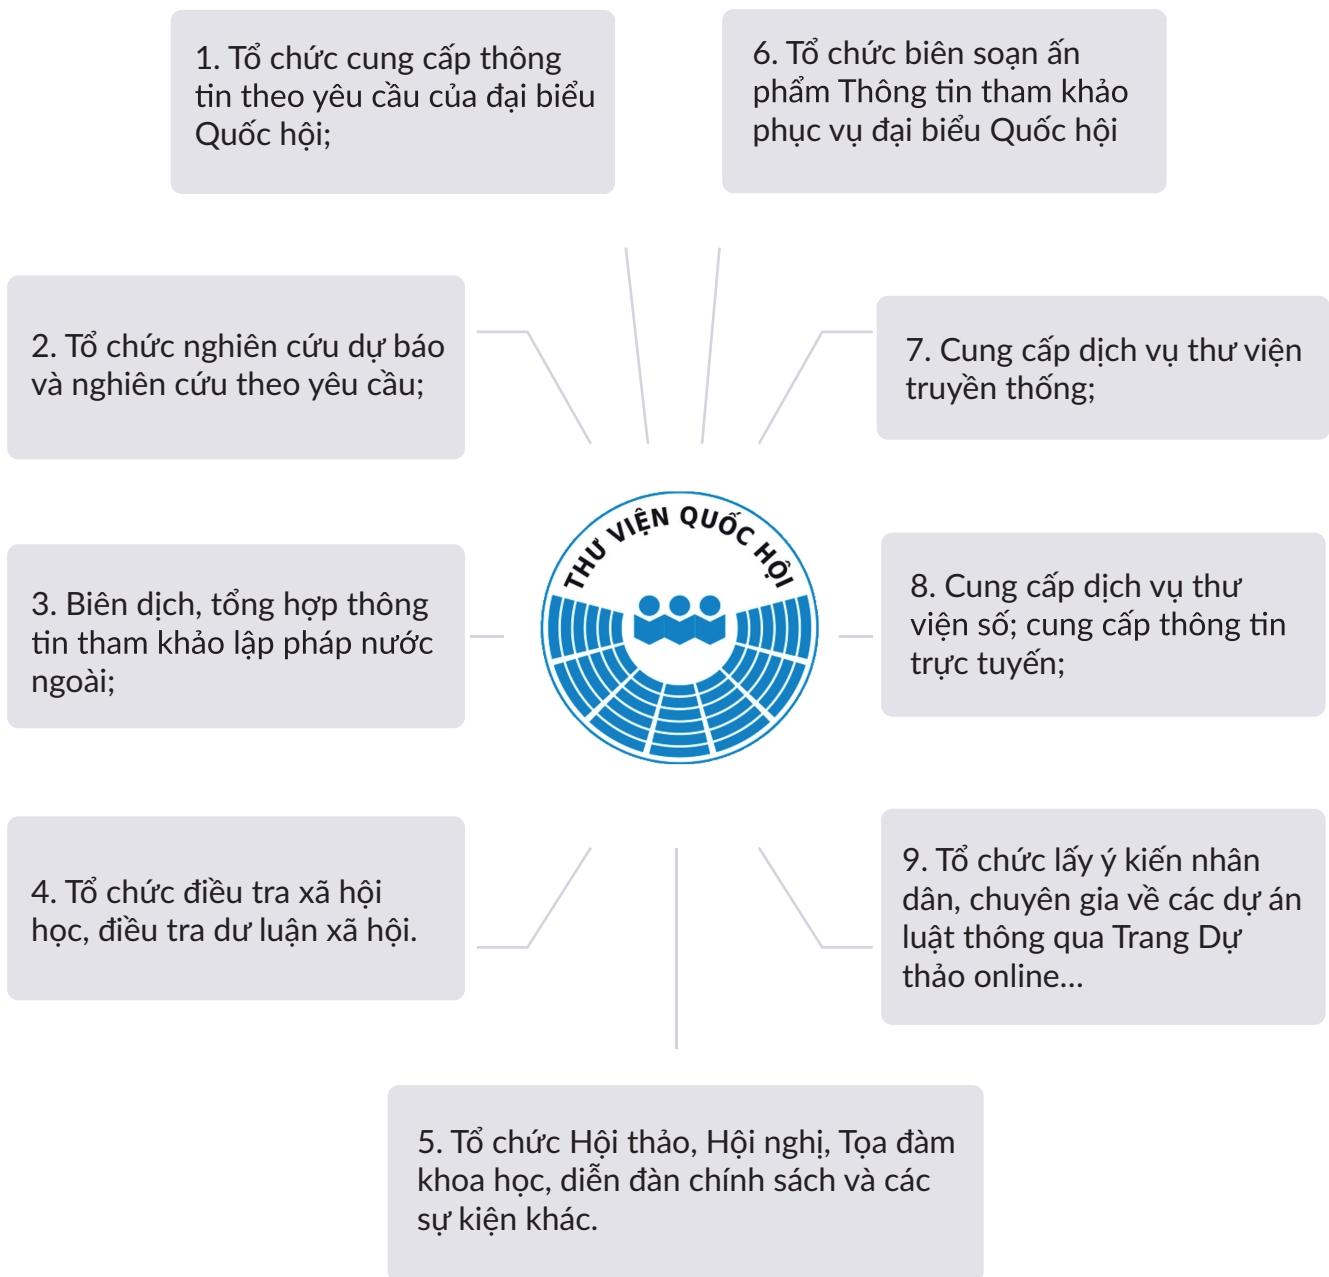 1. Tổ chức cung cấp thông
tin theo yêu cầu của đại biểu
Quốc hội;
2. Tổ chức nghiên cứu dự báo
và nghiên cứu theo yêu cầu;
3. Biên dịch, tổng hợp thông
tin tham khảo lập pháp nước
ngoài;
4. Tổ chức điều tra xã hội
học, điều tra dư luận xã hội.
5. Tổ chức Hội thảo, Hội nghị, Tọa đàm
khoa học, diễn đàn chính sách và các
sự kiện khác.
6. Tổ chức biên soạn ấn
phẩm Thông tin tham khảo
phục vụ đại biểu Quốc hội
7. Cung cấp dịch vụ thư viện
truyền thống;
8. Cung cấp dịch vụ thư
viện số; cung cấp thông tin
trực tuyến;
9. Tổ chức lấy ý kiến nhân
dân, chuyên gia về các dự án
luật thông qua Trang Dự
thảo online...
THƯ VIỆN QUỐC HỘI